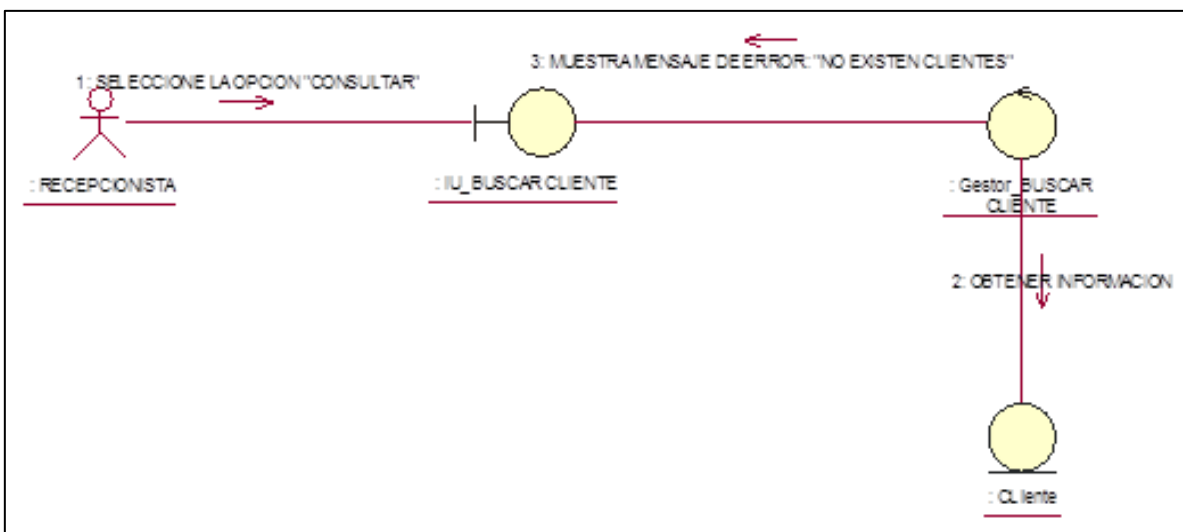 3: MUESTRA MENSAJE DE ERROR: "NO EXISTEN CLIENTES"
1: SELECCIONE LA OPCION "CONSULTAR"
: RECEPCIONISTA
: IU_BUSCAR CLIENTE
: Gestor_BUSCAR
CLIENTE
2: OBTENER INFORMACION
: CLiente